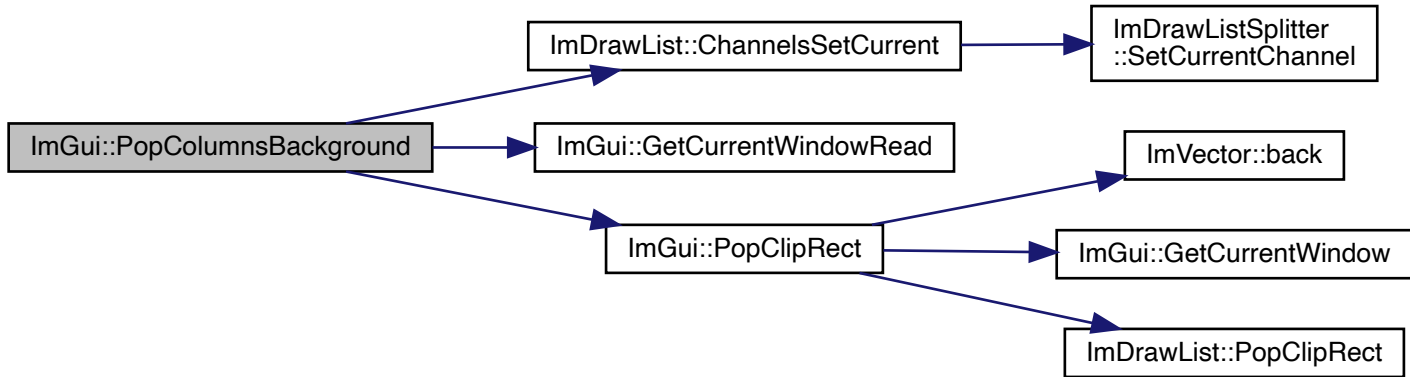 ImDrawList::ChannelsSetCurrent
ImDrawListSplitter
::SetCurrentChannel
ImGui::PopColumnsBackground
ImGui::GetCurrentWindowRead
ImVector::back
ImGui::PopClipRect
ImGui::GetCurrentWindow
ImDrawList::PopClipRect